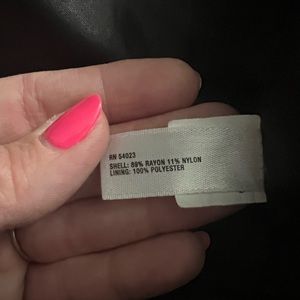 RN 54023
SHELL: 89% RAYON 11% NYLON
LINING: 100% POLYESTER